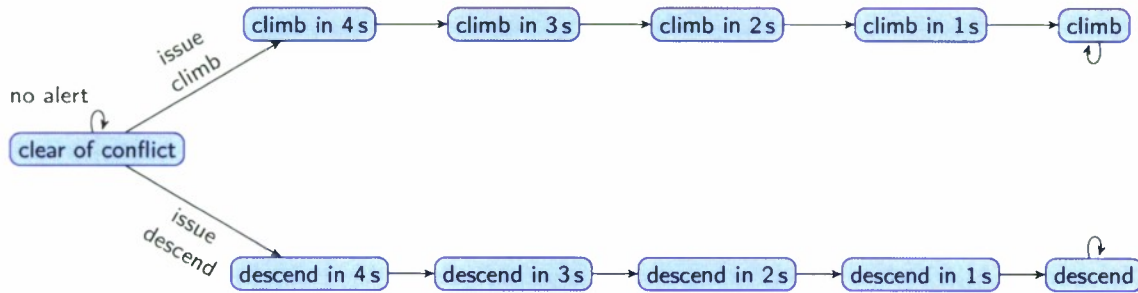 climb in 4 s
climb in 3 s
climb in 2 s
climb in 1 s
climb
issue
climb
no alert
clear of conflict
issue
descend
descend in 4 s
descend in 3 s
descend in 2 s
descend in 1 s
descend